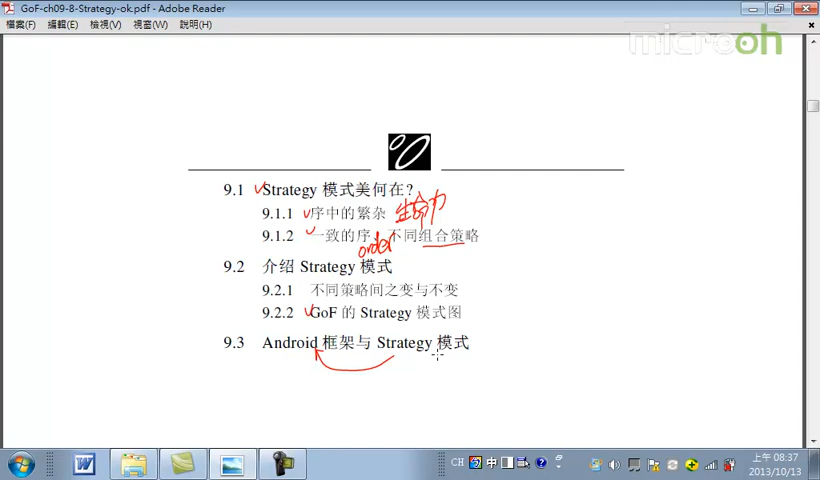 GoF-ch09-8-Strategy-ok.pdf - Adobe Reader
檔案(F) 編輯(E) 檢視(V) 視窗(W) 說明(H)
microoh
9.1 Strategy 模式美何在?
9.1.1 序中的繁杂 生命力
9.1.2 一致的序 不同组合策略
order
9.2 介绍 Strategy 模式
9.2.1 不同策略间之变与不变
9.2.2 GoF 的 Strategy 模式图
9.3 Android 框架与 Strategy 模式
CH 中
上午 08:37
2013/10/13